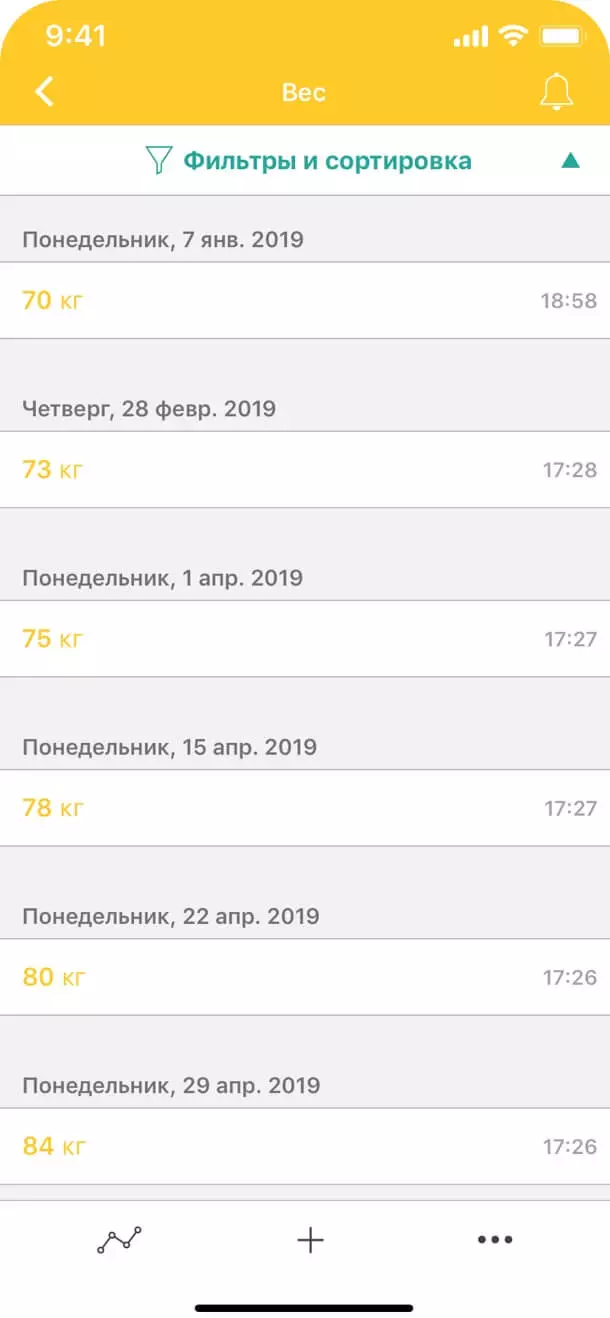 9:41
Вес
Фильтры и сортировка
Понедельник, 7 янв. 2019
70 кг 18:58
Четверг, 28 февр. 2019
73 кг 17:28
Понедельник, 1 апр. 2019
75 кг 17:27
Понедельник, 15 апр. 2019
78 кг 17:27
Понедельник, 22 апр. 2019
80 кг 17:26
Понедельник, 29 апр. 2019
84 кг 17:26